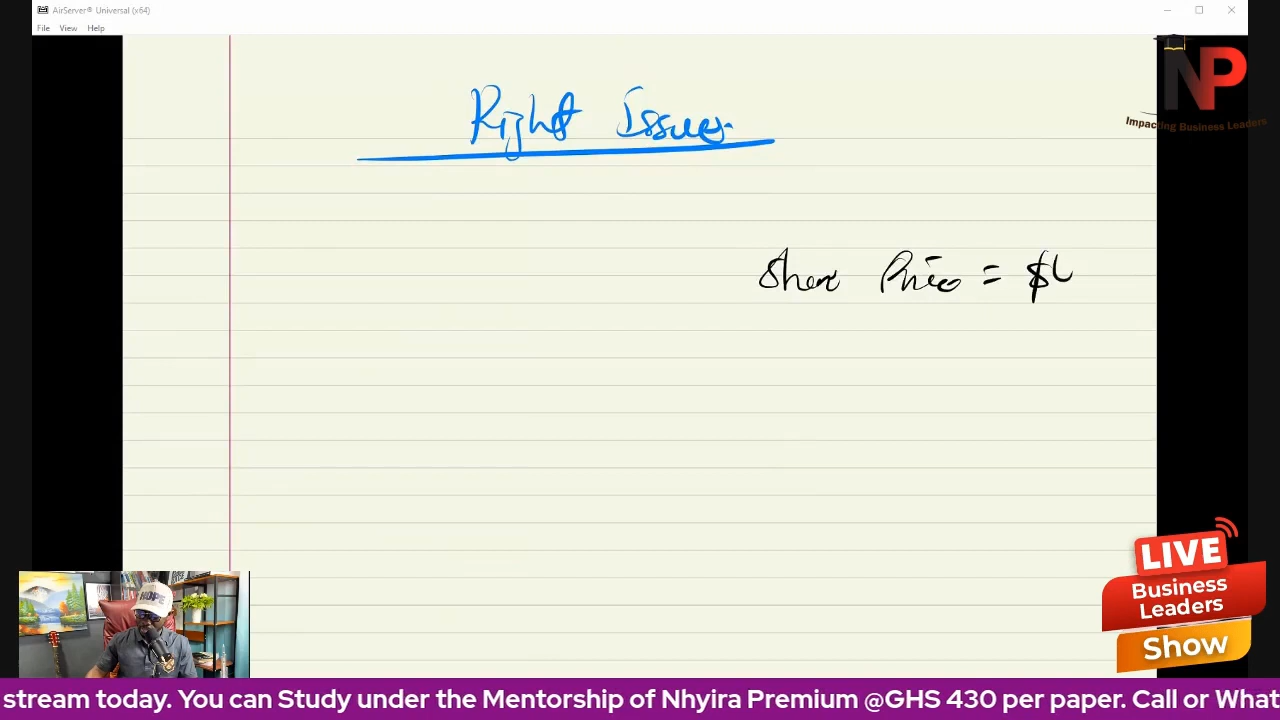 AirServer® Universal (x64)
File View Help
NP
Impacting Business Leaders
Right Issues
Share Price = $
LIVE
Business
Leaders
Show
stream today. You can Study under the Mentorship of Nhyira Premium @GHS 430 per paper. Call or What